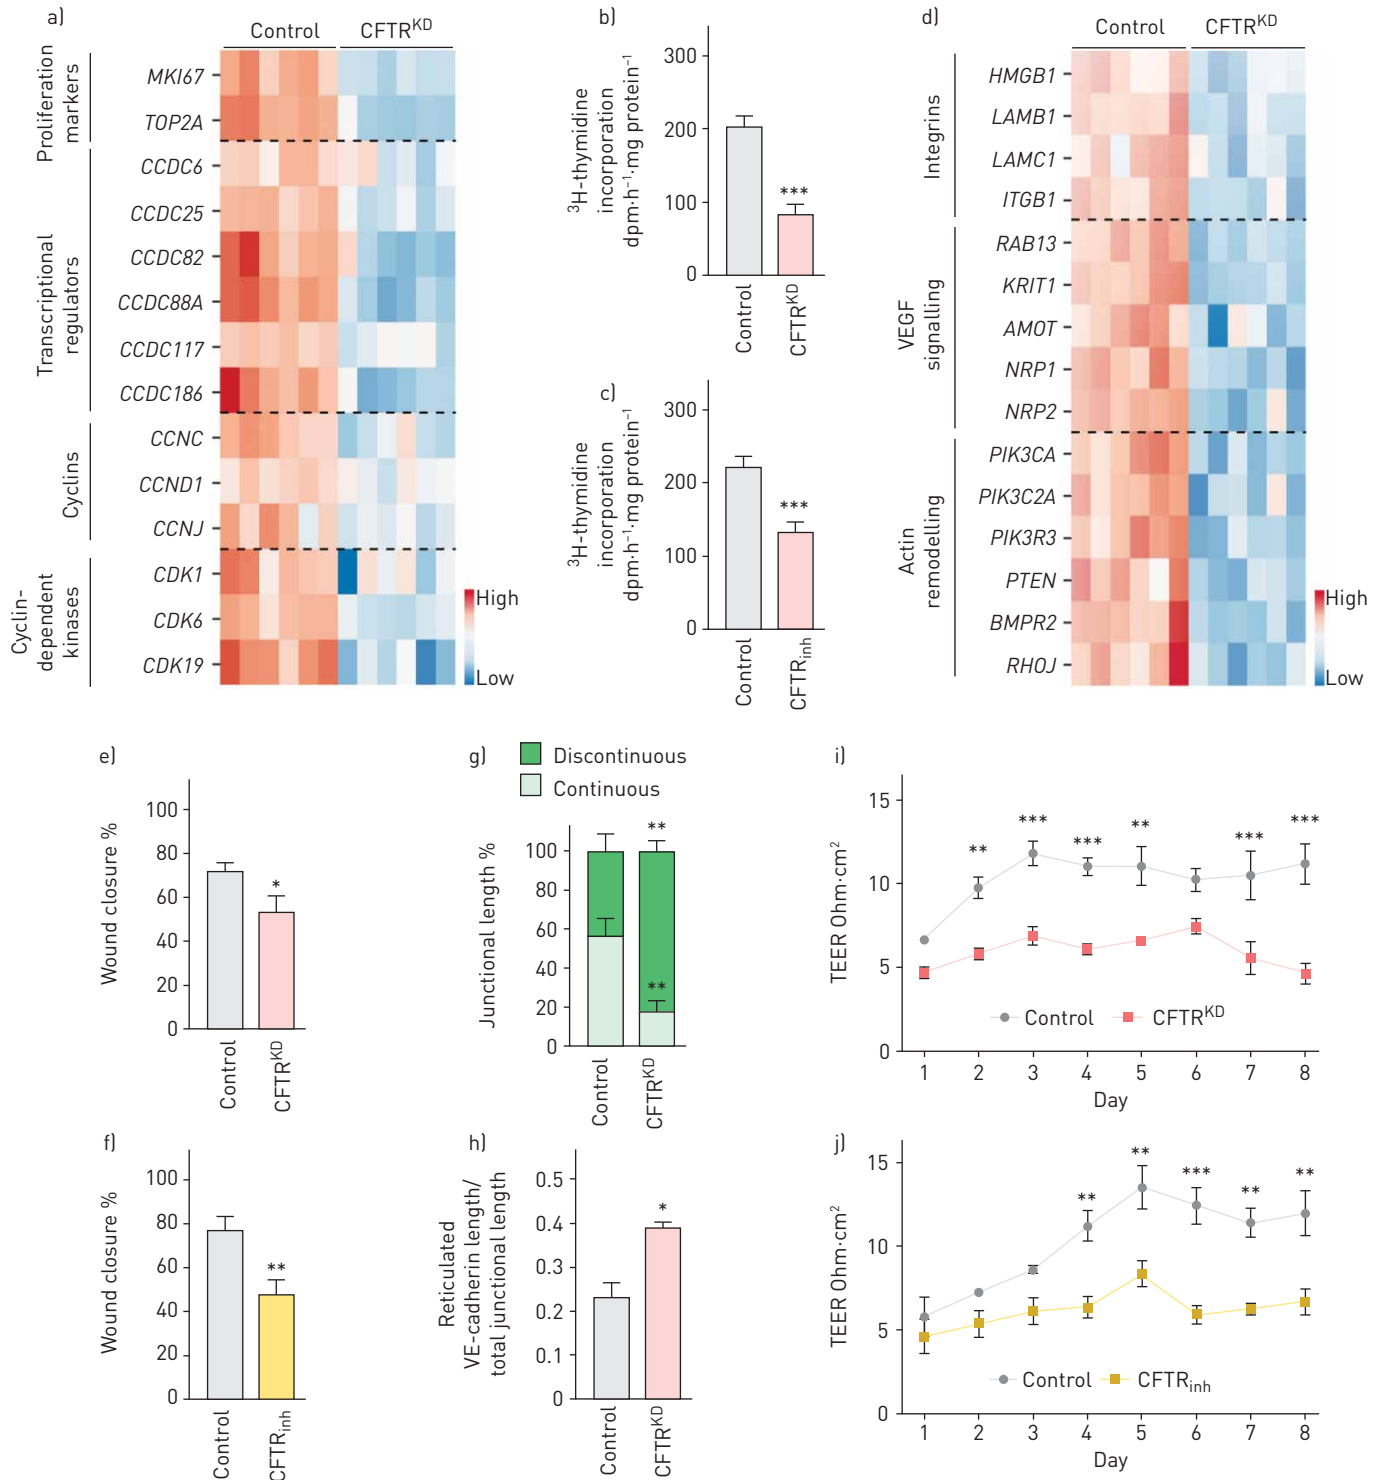 a)
Control CFTRKD
Proliferation
markers
MKI67
TOP2A
Transcriptional
regulators
CCDC6
CCDC25
CCDC82
CCDC88A
CCDC117
CCDC186
Cyclins
CCNC
CCND1
CCNJ
Cyclin-
dependent
kinases
CDK1
CDK6
CDK19
High
Low
b)
3H-thymidine
incorporation
dpm·h−1·mg protein−1
300
200
100
0
***
Control
CFTRKD
c)
3H-thymidine
incorporation
dpm·h−1·mg protein−1
300
200
100
0
***
Control
CFTRinh
d)
Control CFTRKD
Integrins
HMGB1
LAMB1
LAMC1
ITGB1
VEGF
signalling
RAB13
KRIT1
AMOT
NRP1
NRP2
Actin
remodelling
PIK3CA
PIK3C2A
PIK3R3
PTEN
BMPR2
RHOJ
High
Low
e)
Wound closure %
100
80
60
40
20
0
*
Control
CFTRKD
f)
Wound closure %
100
80
60
40
20
0
**
Control
CFTRinh
g)
Discontinuous
Continuous
Junctional length %
100
80
60
40
20
0
**
**
Control
CFTRKD
h)
Reticulated
VE-cadherin length/
total junctional length
0.5
0.4
0.3
0.2
0.1
0
*
Control
CFTRKD
i)
TEER Ohm·cm2
15
10
5
0
** *** *** ** *** ***
Control CFTRKD
1 2 3 4 5 6 7 8
Day
j)
TEER Ohm·cm2
15
10
5
0
** ** *** ** **
Control CFTRinh
1 2 3 4 5 6 7 8
Day